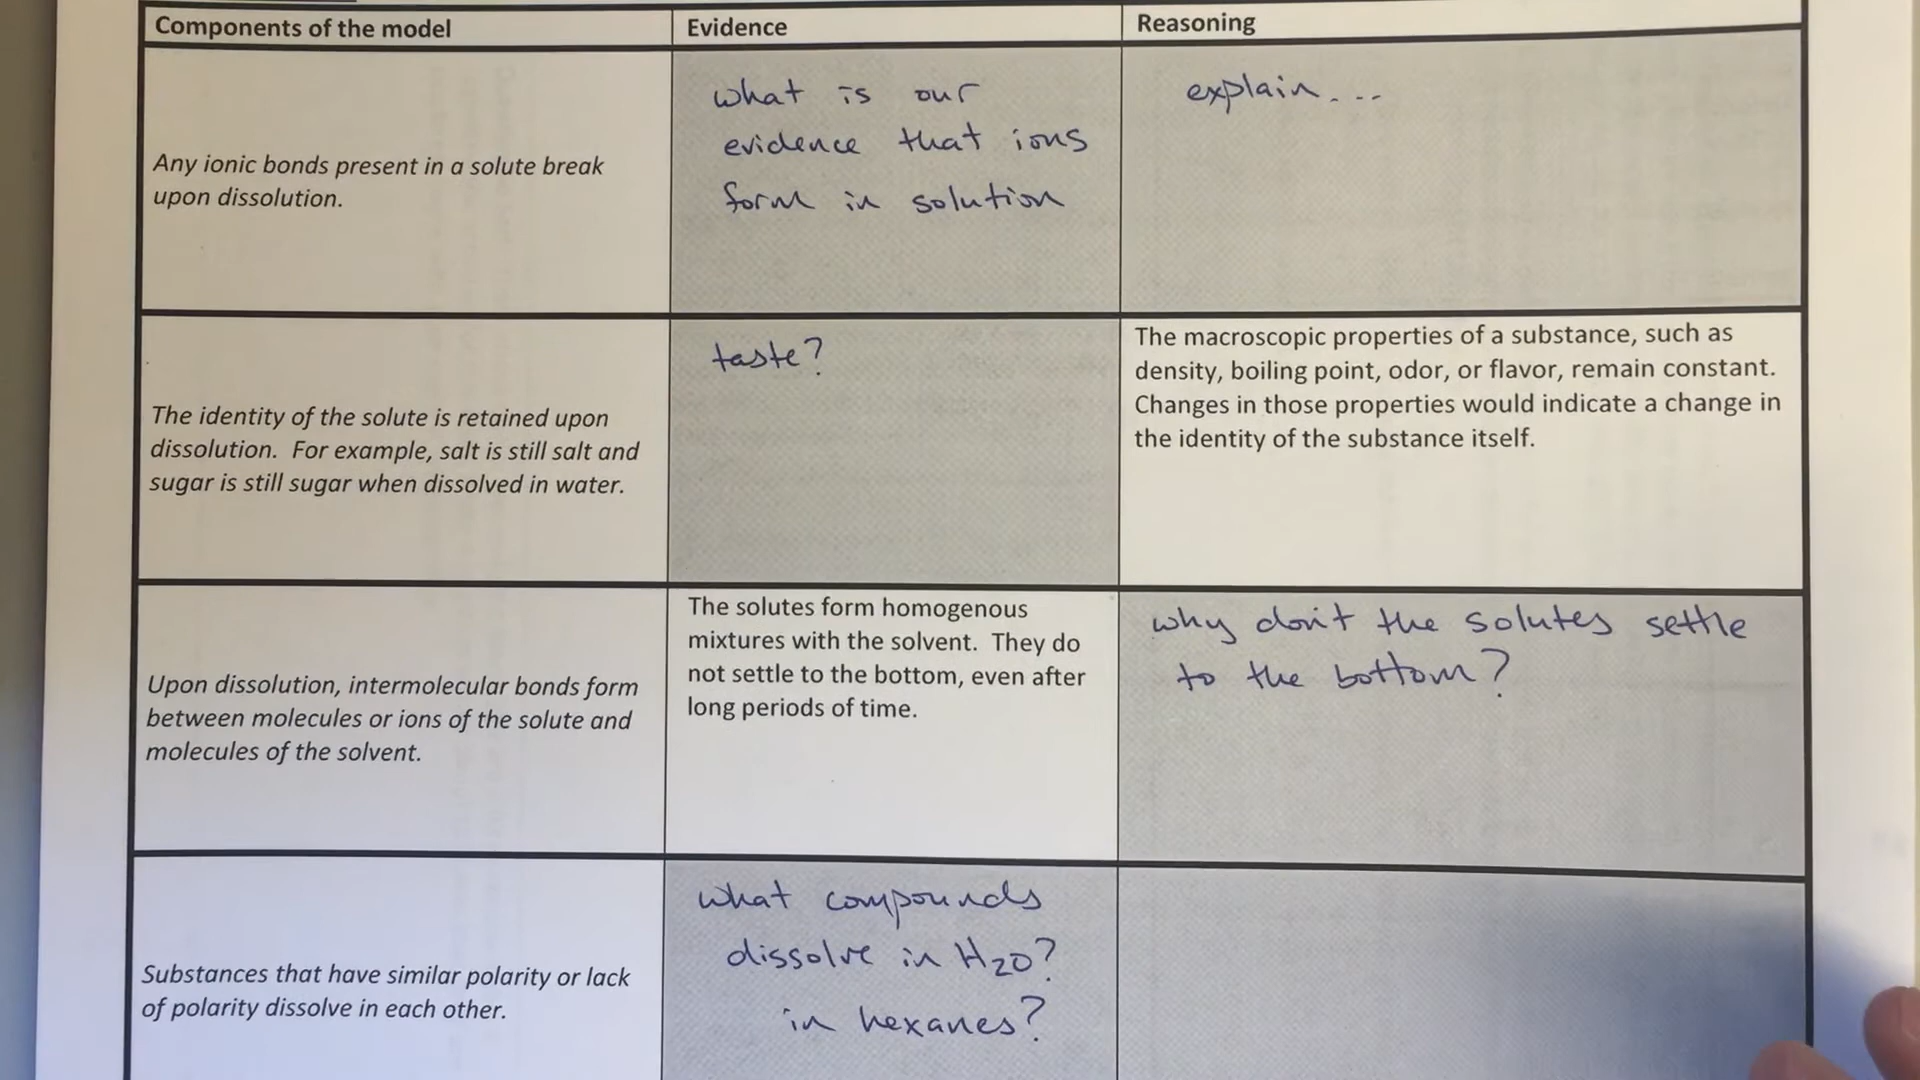 Components of the model
Evidence
Reasoning
Any ionic bonds present in a solute break
upon dissolution.
what is our
evidence that ions
form in solution
explain...
The identity of the solute is retained upon
dissolution. For example, salt is still salt and
sugar is still sugar when dissolved in water.
taste?
The macroscopic properties of a substance, such as
density, boiling point, odor, or flavor, remain constant.
Changes in those properties would indicate a change in
the identity of the substance itself.
Upon dissolution, intermolecular bonds form
between molecules or ions of the solute and
molecules of the solvent.
The solutes form homogenous
mixtures with the solvent. They do
not settle to the bottom, even after
long periods of time.
why don't the solutes settle
to the bottom?
Substances that have similar polarity or lack
of polarity dissolve in each other.
what compounds
dissolve in H2O?
in hexanes?